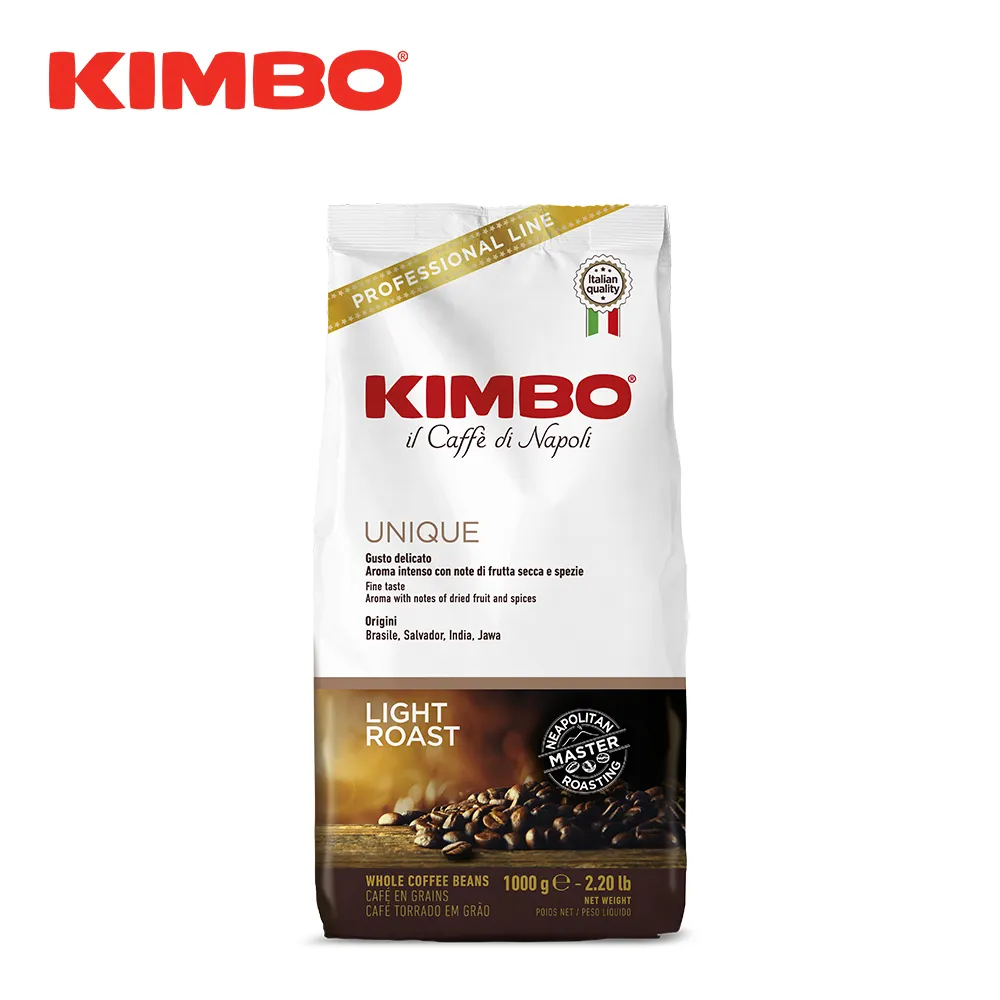 KIMBO®
PROFESSIONAL LINE
Italian
quality
KIMBO®
il Caffè di Napoli
UNIQUE
Gusto delicato
Aroma intenso con note di frutta secca e spezie
Fine taste
Aroma with notes of dried fruit and spices
Origini
Brasile, Salvador, India, Jawa
LIGHT
ROAST
NEAPOLITAN
MASTER
ROASTING
WHOLE COFFEE BEANS
CAFÉ EN GRAINS
CAFÉ TORRADO EM GRÃO
1000 g ℮ - 2.20 lb
NET WEIGHT
POIDS NET / PESO LÍQUIDO